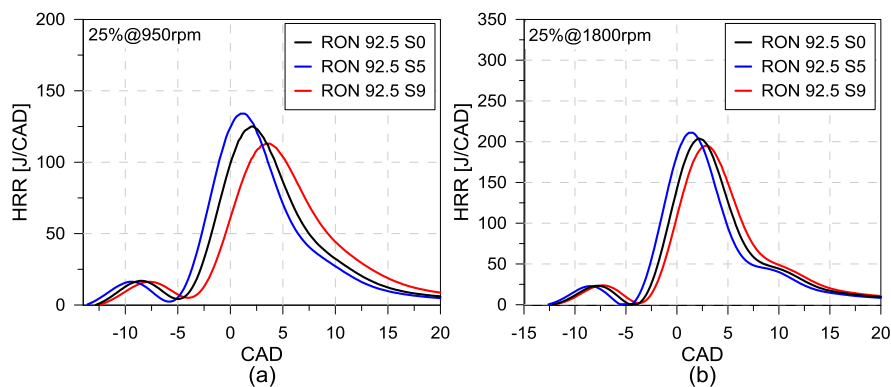 25%@950rpm
RON 92.5 S0
RON 92.5 S5
RON 92.5 S9
HRR [J/CAD]
200
150
100
50
0
-10 -5 0 5 10 15 20
CAD
(a)
25%@1800rpm
RON 92.5 S0
RON 92.5 S5
RON 92.5 S9
HRR [J/CAD]
350
300
250
200
150
100
50
0
-15 -10 -5 0 5 10 15 20
CAD
(b)